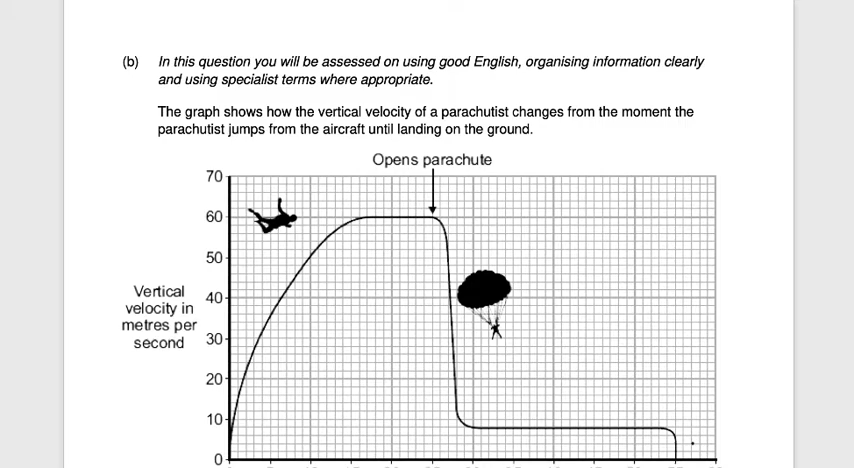 (b) In this question you will be assessed on using good English, organising information clearly
and using specialist terms where appropriate.
The graph shows how the vertical velocity of a parachutist changes from the moment the
parachutist jumps from the aircraft until landing on the ground.
Opens parachute
70
60
50
Vertical
velocity in
metres per
second
40
30
20
10
0